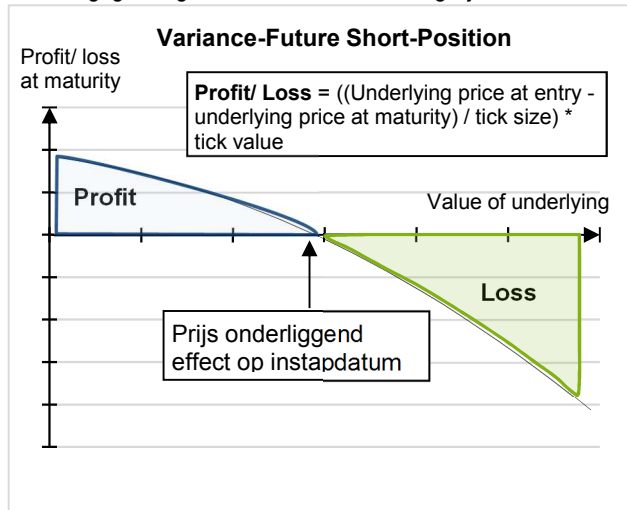 Variance-Future Short-Position
Profit/ loss
at maturity
Profit/ Loss = ((Underlying price at entry -
underlying price at maturity) / tick size) *
tick value
Profit
Value of underlying
Loss
Prijs onderliggend
effect op instapdatum